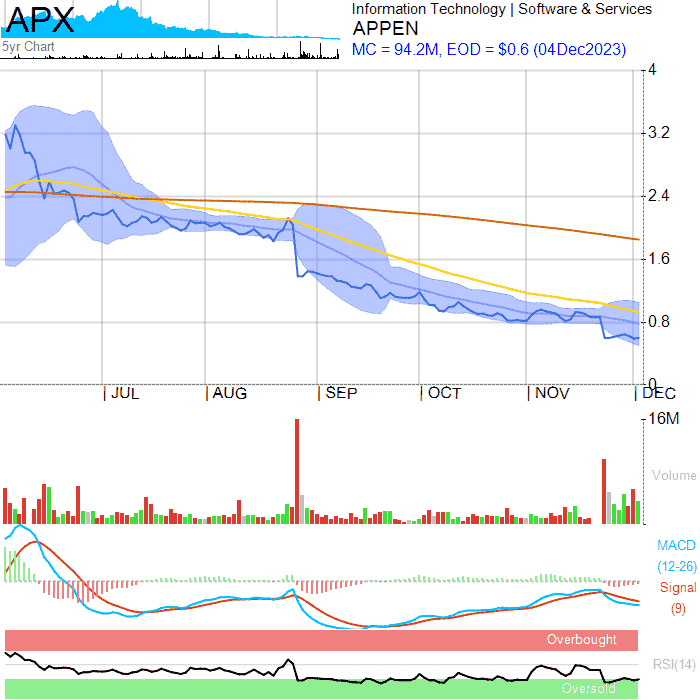 APX
5yr Chart
Information Technology | Software & Services
APPEN
MC = 94.2M, EOD = $0.6 (04Dec2023)
4
3.2
2.4
1.6
0.8
0
JUL AUG SEP OCT NOV DEC
16M
Volume
MACD
(12-26)
Signal
(9)
Overbought
RSI(14)
Oversold